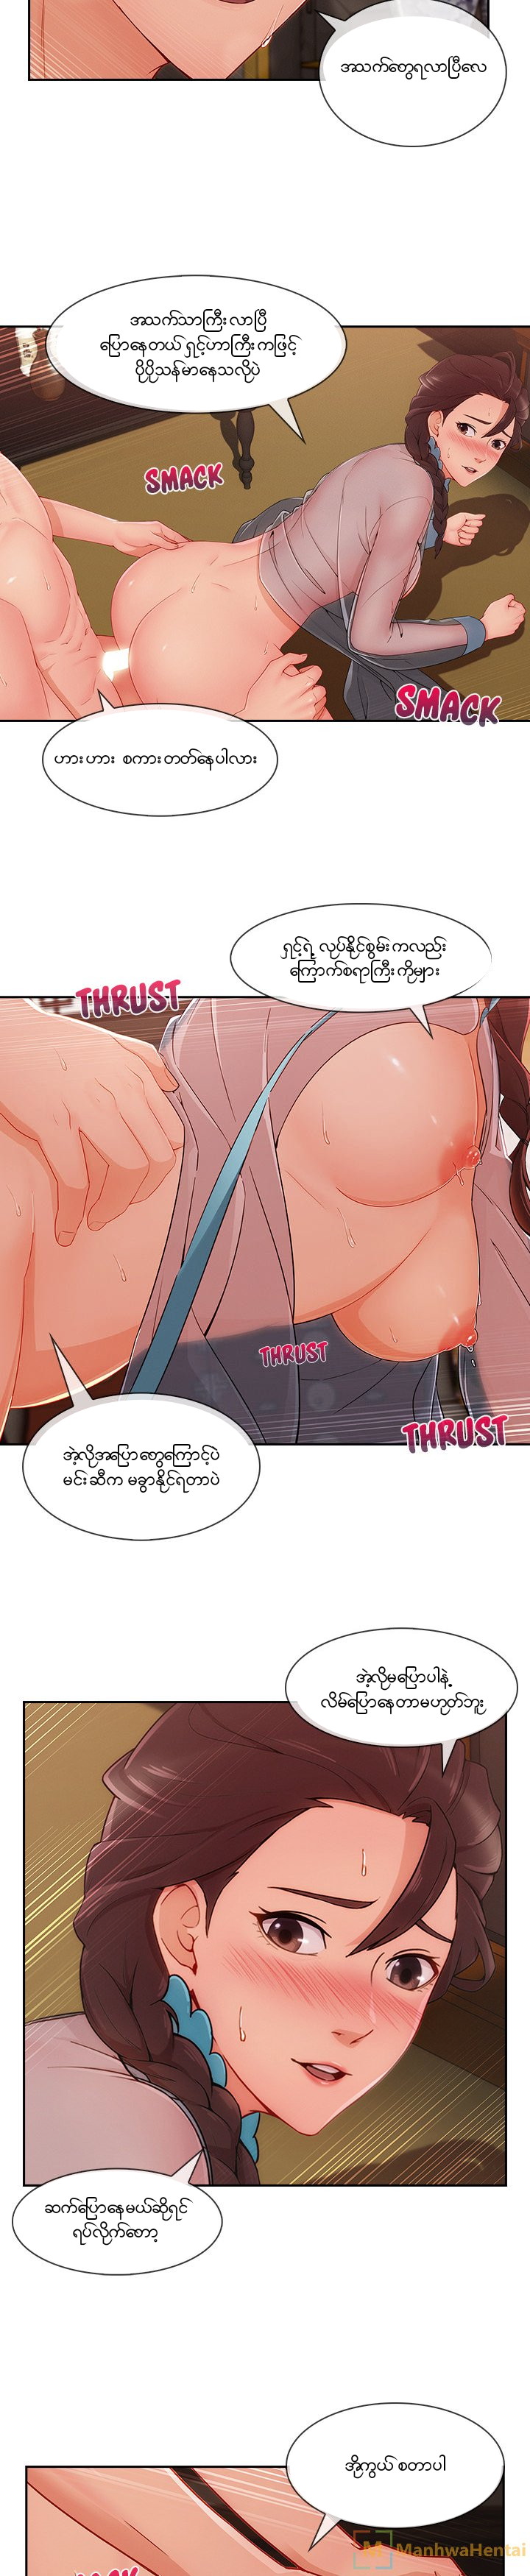 အသက်တွေရလာပြီလေ
အသက်သာကြီးလာပြီ
ပြောနေတယ် ရှင့်ဟာကြီးကဖြင့်
ပိုပိုသန်မာနေသလိုပဲ
SMACK
SMACK
ဟားဟား စကားတတ်နေပါလား
ရှင့်ရဲ့ လုပ်နိုင်စွမ်းကလည်း
ကြောက်စရာကြီးကိုများ
THRUST
THRUST
THRUST
အဲ့လိုအပြောတွေကြောင့်ပဲ
မင်းဆီက မခွာနိုင်ရတာပဲ
အဲ့လိုမပြောပါနဲ့
လိမ်ပြောနေတာမဟုတ်ဘူး
ဆက်ပြောနေမယ်ဆိုရင်
ရပ်လိုက်တော့
အိုကွယ် စတာပါ
ManhwaHentai